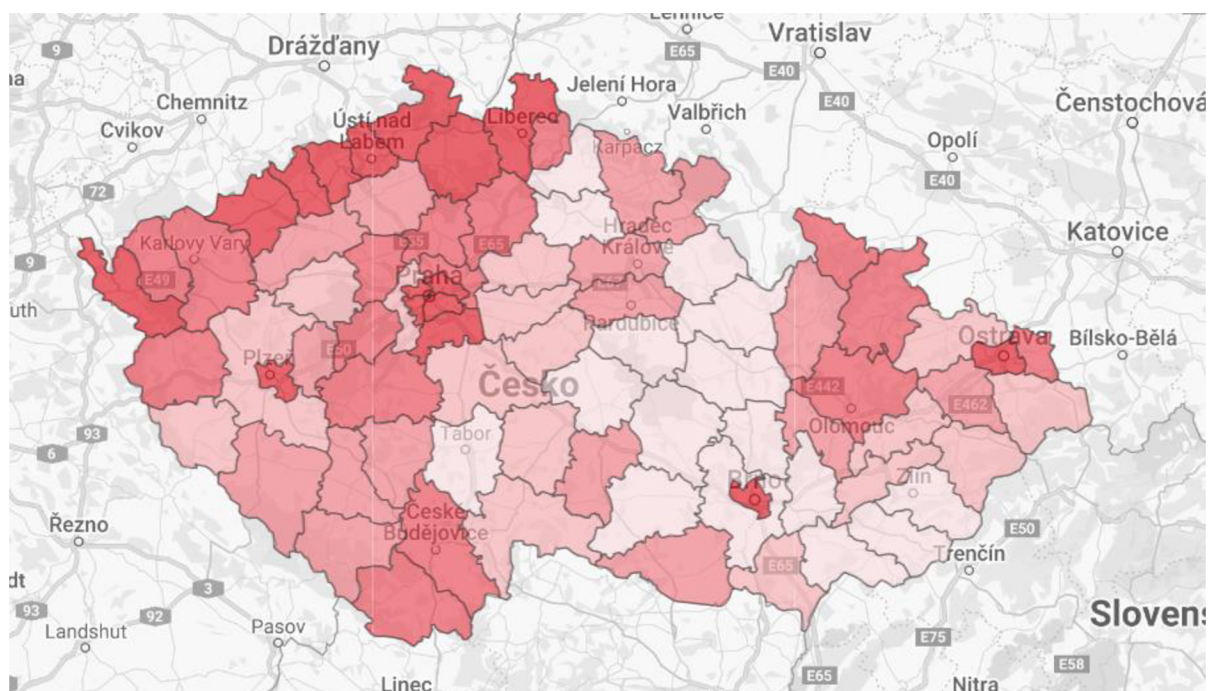 Lehnice
Vratislav
9
Drážďany
E65
E40
Jelení Hora
E40
Čenstochová
Chemnitz
Ústí nad
Labem
Liberec
Valbřich
Cvikov
Karpacz
Opolí
72
E40
Hradec
Králové
Karlovy Vary
E55
E65
Katovice
9
E49
Praha
E67
Pardubice
Ostrava
Bílsko-Bělá
Plzeň
E50
Česko
E442
E462
Olomouc
93
Tábor
6
Brno
Zlín
Řezno
České
Budějovice
E50
Trenčín
E65
3
93
92
Slovens
Landshut
Pasov
E75
E58
E65
Linec
Nitra